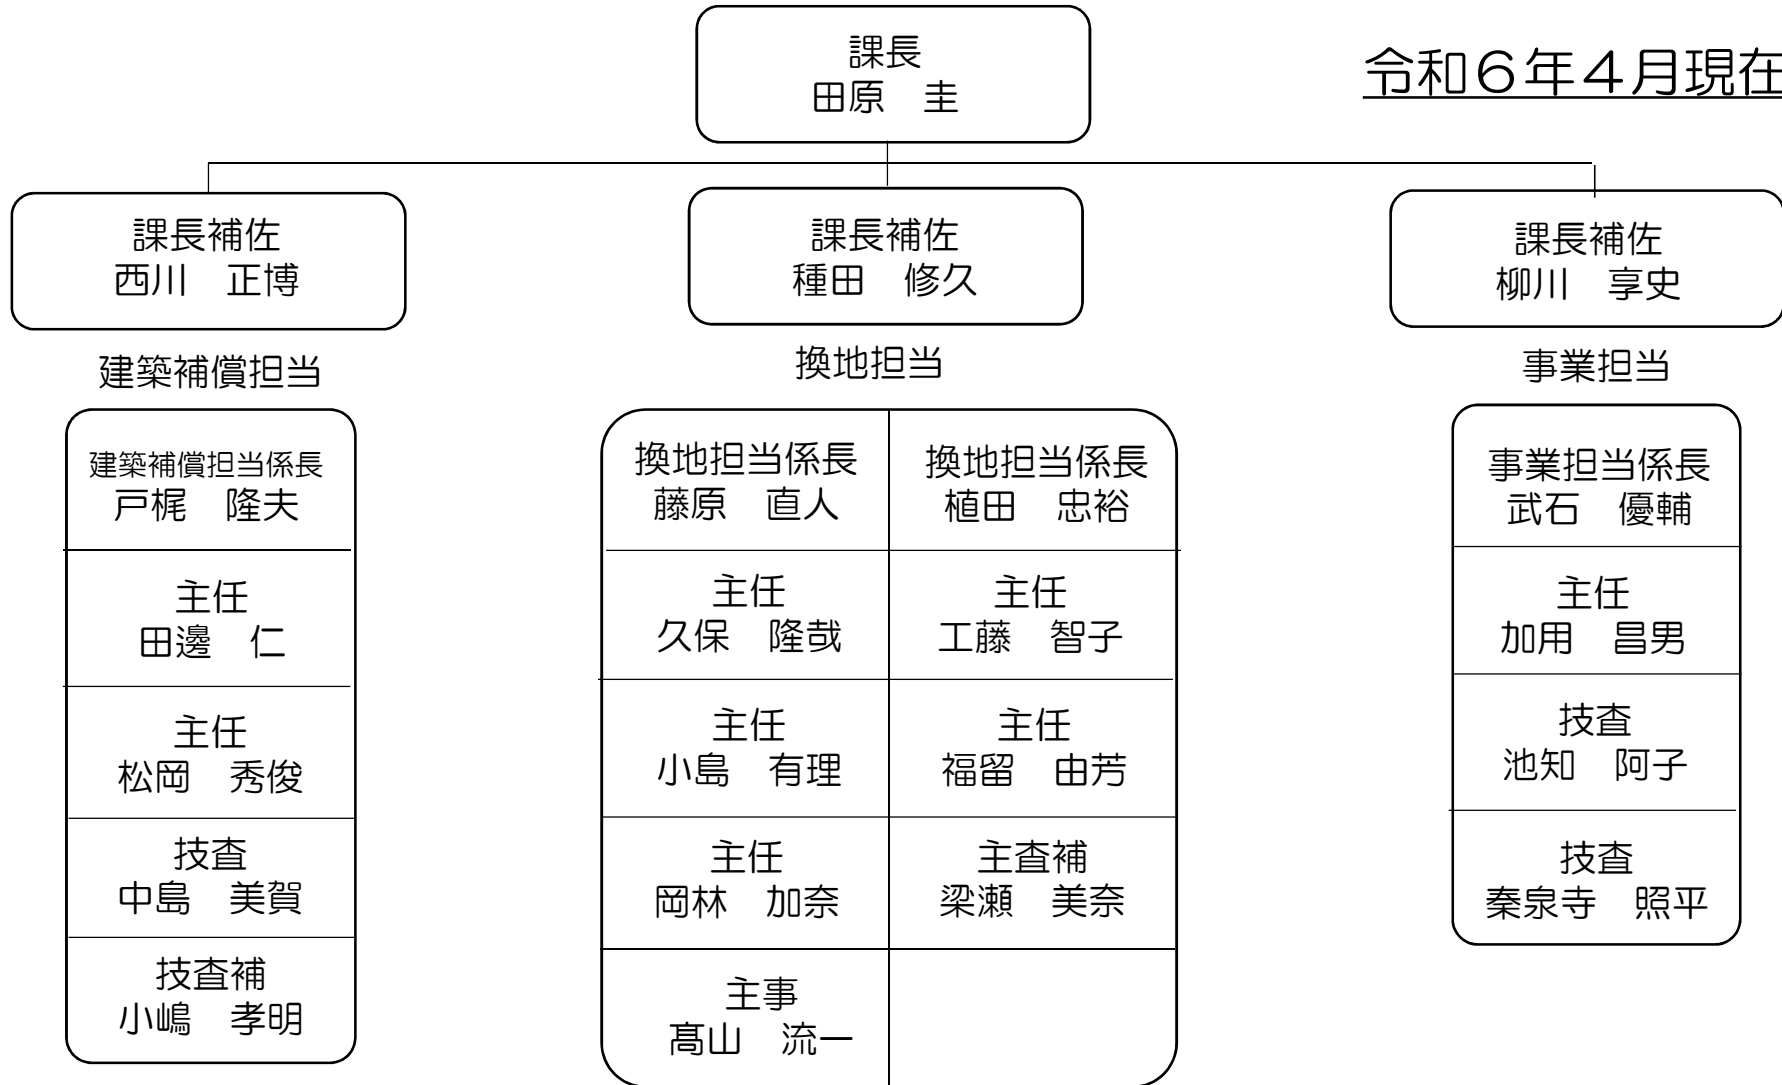 課長
田原　圭
令和６年４月現在
課長補佐
西川　正博
課長補佐
種田　修久
課長補佐
柳川　享史
建築補償担当
建築補償担当係長
戸梶　隆夫
主任
田邊　仁
主任
松岡　秀俊
技査
中島　美賀
技査補
小嶋　孝明
換地担当
換地担当係長
藤原　直人
換地担当係長
植田　忠裕
主任
久保　隆哉
主任
工藤　智子
主任
小島　有理
主任
福留　由芳
主任
岡林　加奈
主査補
梁瀬　美奈
主事
髙山　流一
事業担当
事業担当係長
武石　優輔
主任
加用　昌男
技査
池知　阿子
技査
秦泉寺　照平